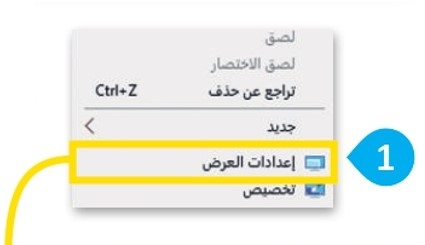 لصق
لصق الاختصار
تراجع عن حذف Ctrl+Z
جديد
إعدادات العرض
1
تخصيص